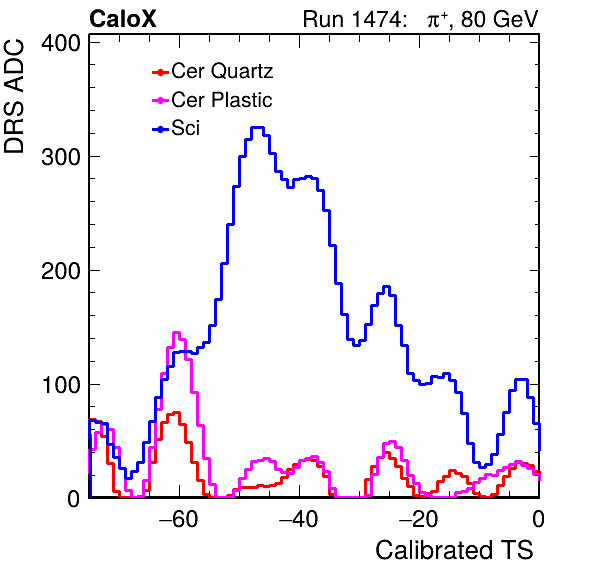 CaloX Run 1474: π⁺, 80 GeV
DRS ADC
400
300
200
100
0
Cer Quartz
Cer Plastic
Sci
−60 −40 −20 0
Calibrated TS